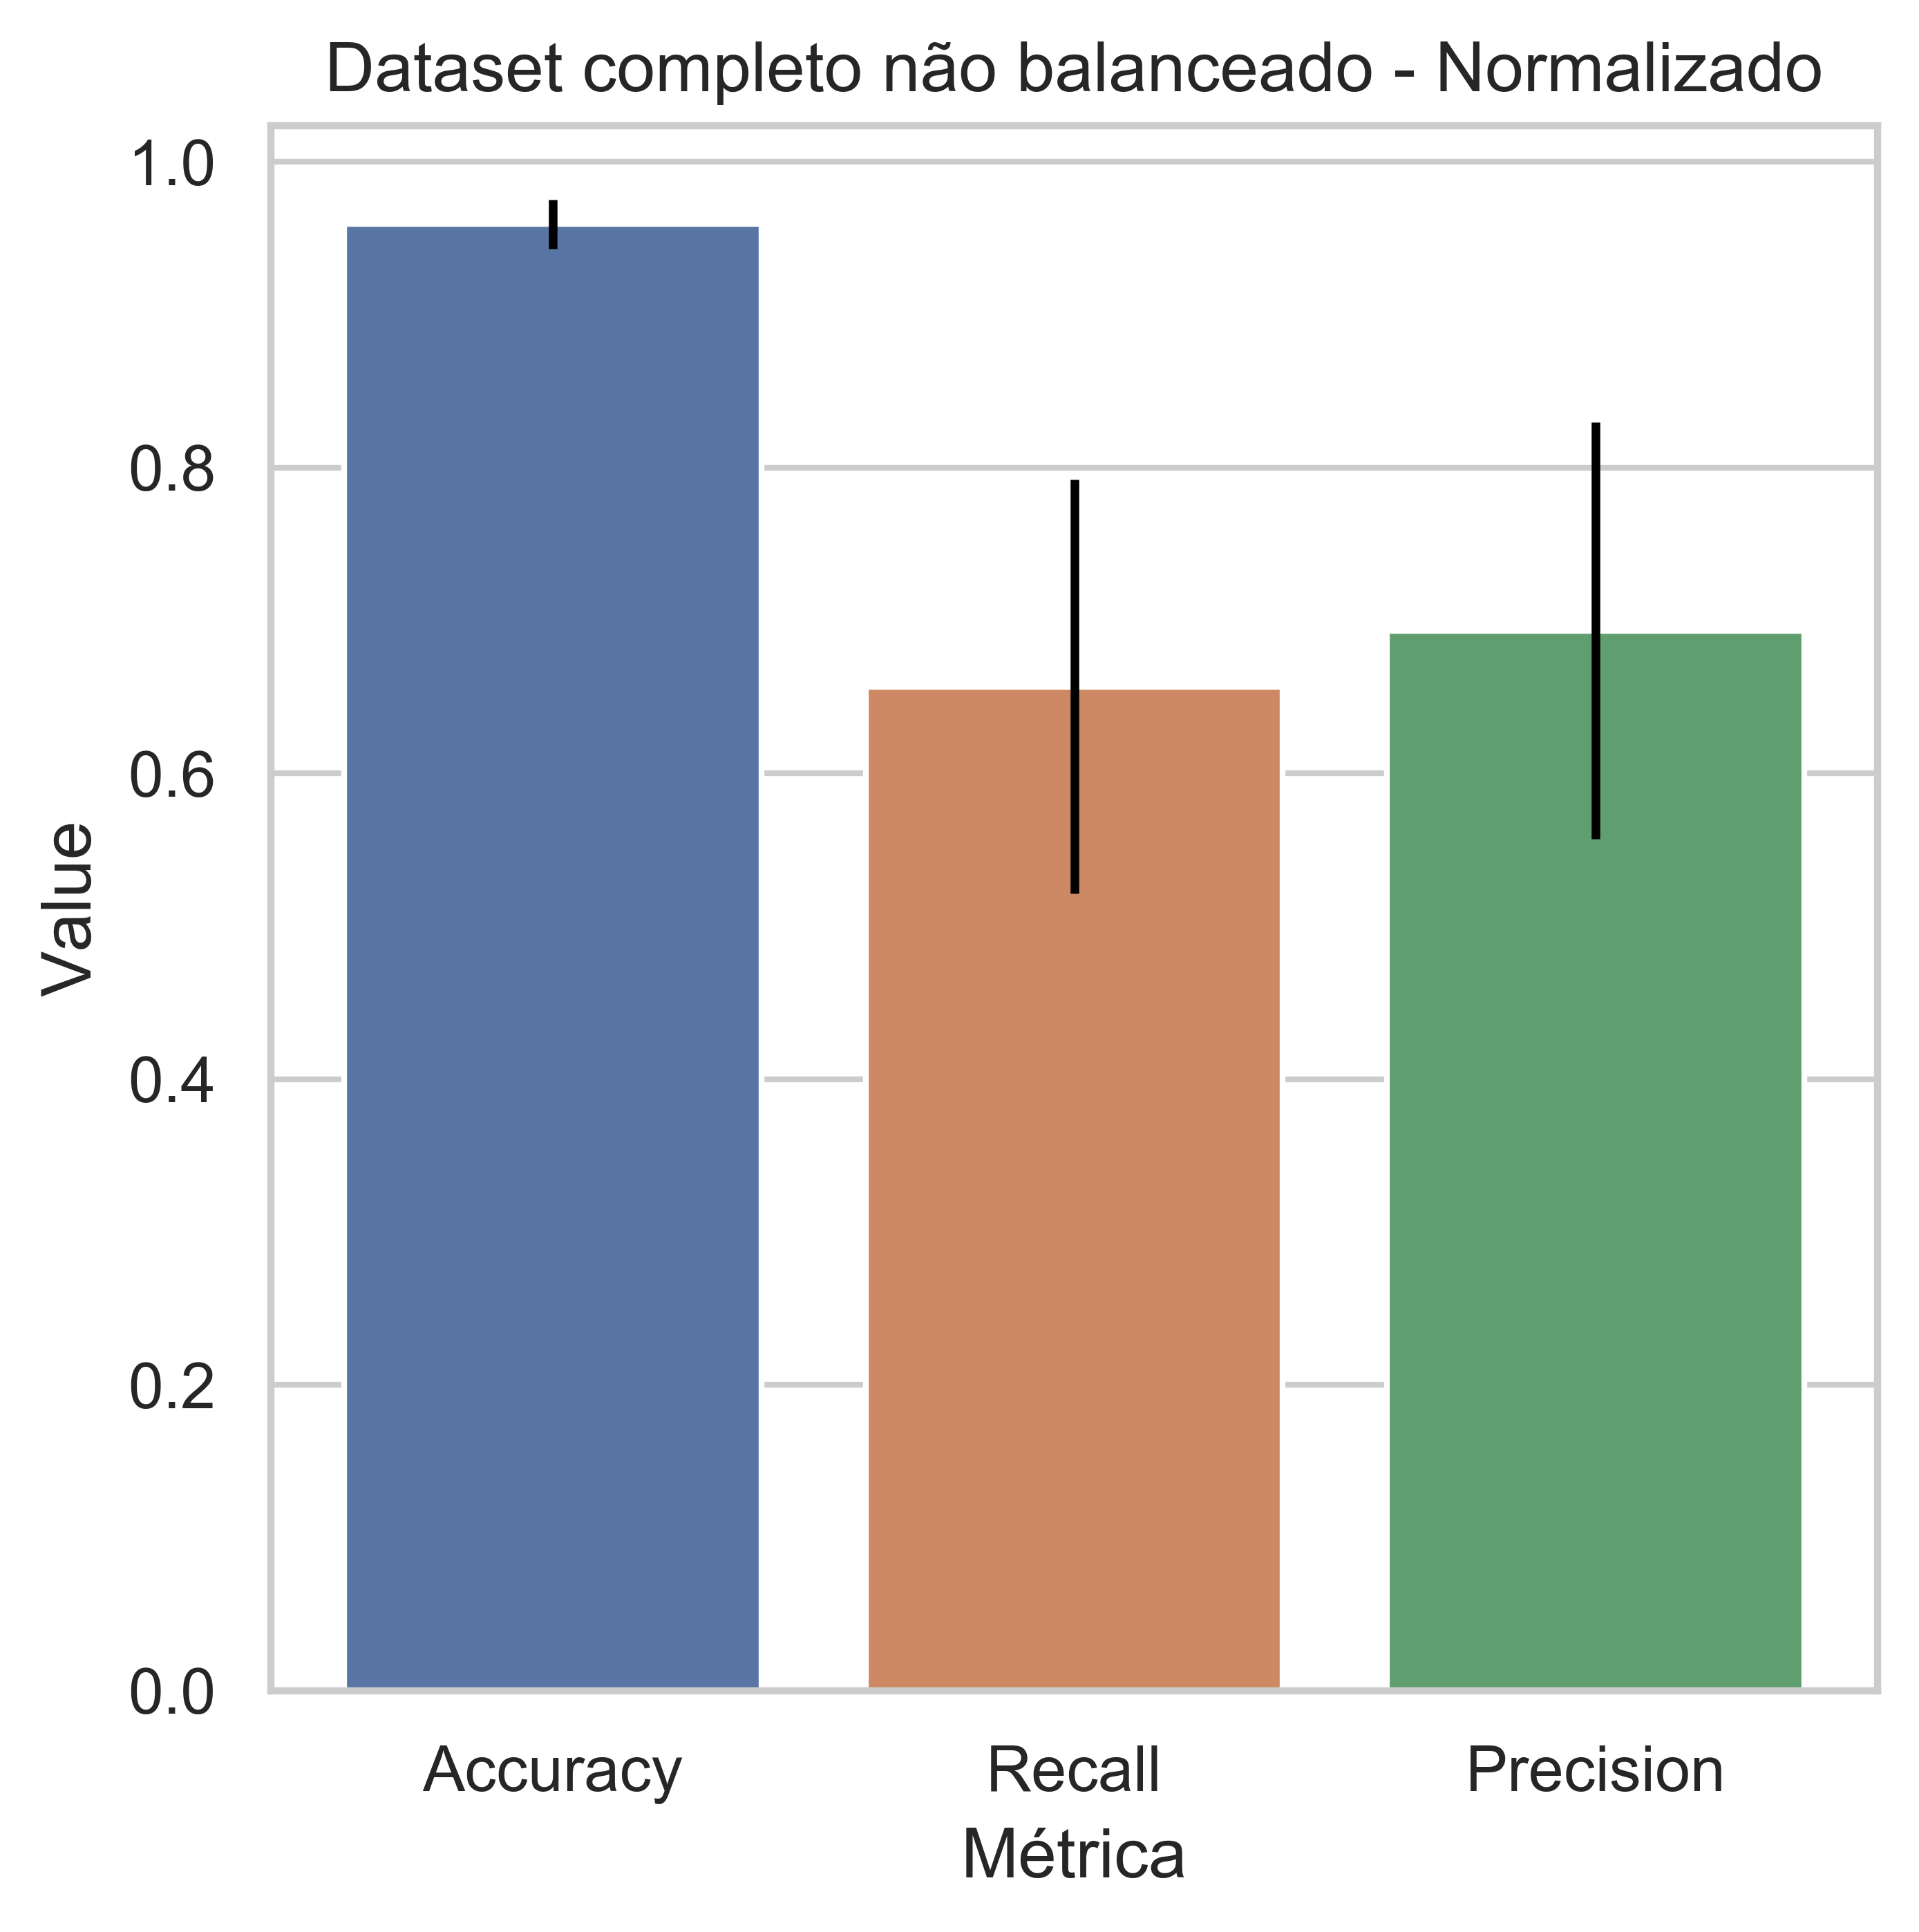 Dataset completo não balanceado - Normalizado
1.0
0.8
0.6
0.4
0.2
0.0
Value
Accuracy Recall Precision
Métrica